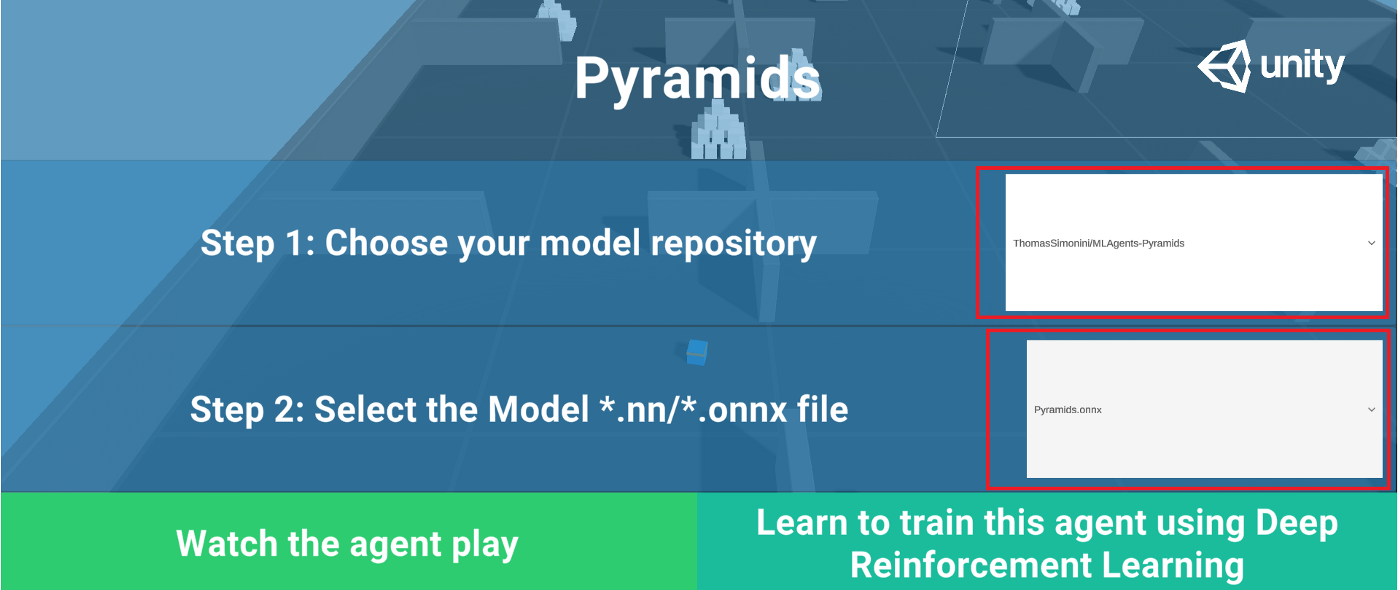 Pyramids
unity
Step 1: Choose your model repository
ThomasSimonini/MLAgents-Pyramids
Step 2: Select the Model *.nn/*.onnx file
Pyramids.onnx
Watch the agent play
Learn to train this agent using Deep
Reinforcement Learning